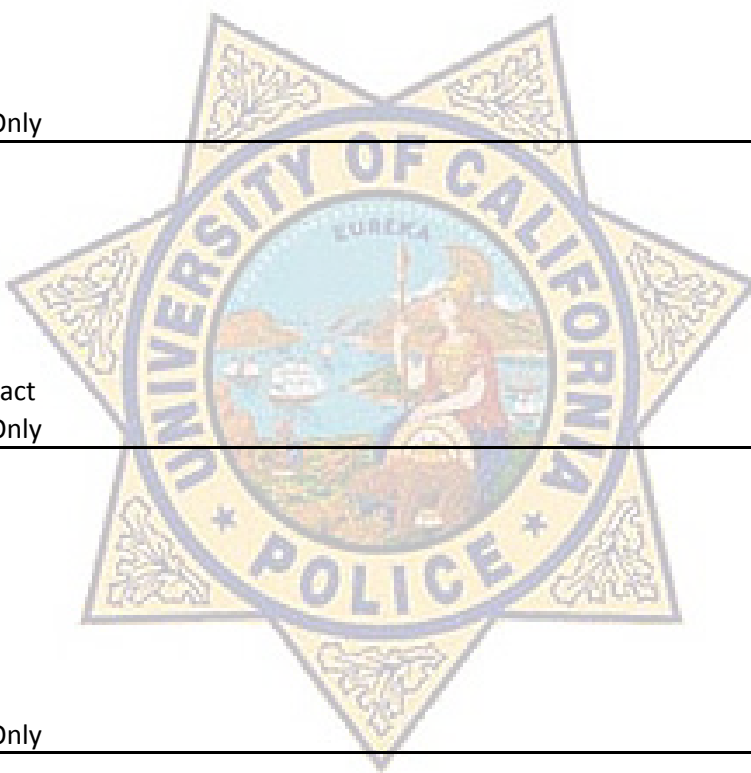 Only
UNIVERSITY OF CALIFORNIA
EUREKA
act
Only
★ POLICE ★
Only